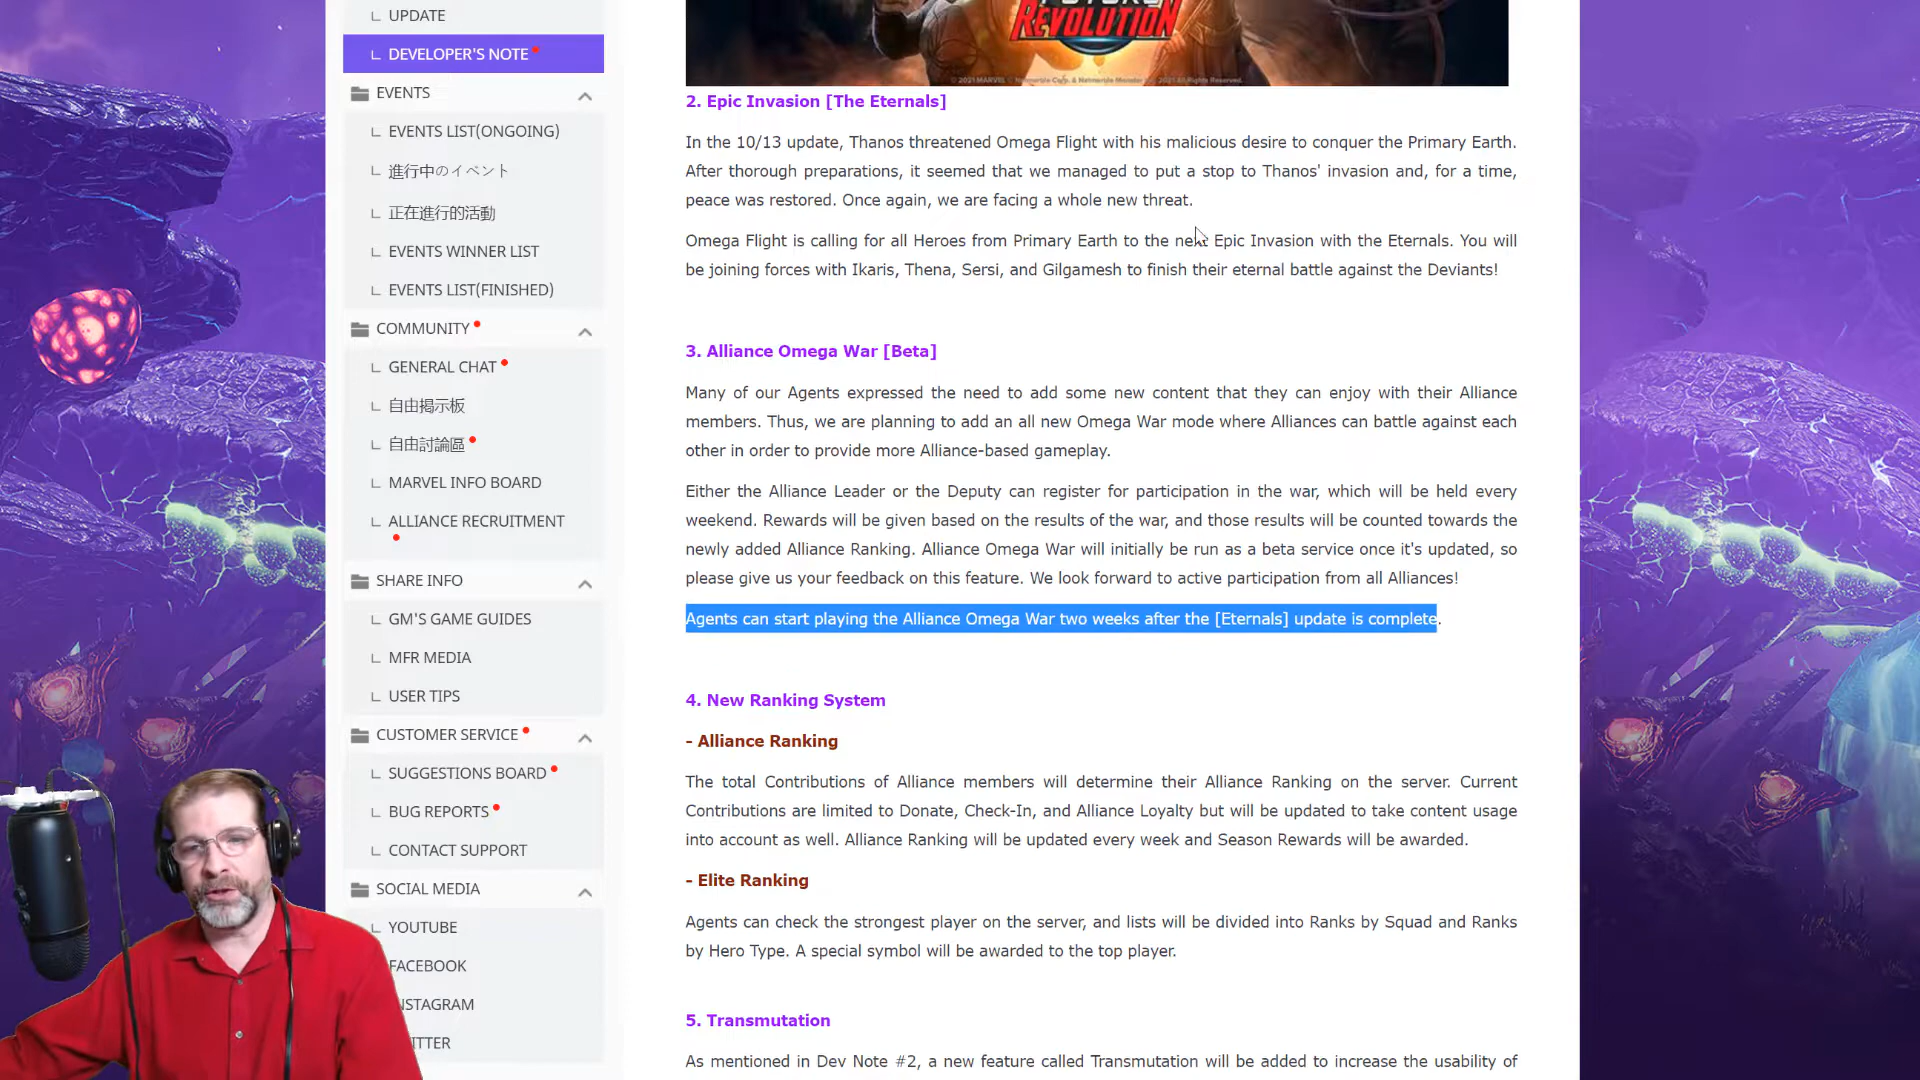 UPDATE
DEVELOPER'S NOTE
EVENTS
EVENTS LIST(ONGOING)
進行中のイベント
正在進行的活動
EVENTS WINNER LIST
EVENTS LIST(FINISHED)
COMMUNITY
GENERAL CHAT
自由掲示板
自由討論區
MARVEL INFO BOARD
ALLIANCE RECRUITMENT
SHARE INFO
GM'S GAME GUIDES
MFR MEDIA
USER TIPS
CUSTOMER SERVICE
SUGGESTIONS BOARD
BUG REPORTS
CONTACT SUPPORT
SOCIAL MEDIA
YOUTUBE
FACEBOOK
NSTAGRAM
ITTER
REVOLUTION
2. Epic Invasion [The Eternals]
In the 10/13 update, Thanos threatened Omega Flight with his malicious desire to conquer the Primary Earth.
After thorough preparations, it seemed that we managed to put a stop to Thanos' invasion and, for a time,
peace was restored. Once again, we are facing a whole new threat.
Omega Flight is calling for all Heroes from Primary Earth to the next Epic Invasion with the Eternals. You will
be joining forces with Ikaris, Thena, Sersi, and Gilgamesh to finish their eternal battle against the Deviants!
3. Alliance Omega War [Beta]
Many of our Agents expressed the need to add some new content that they can enjoy with their Alliance
members. Thus, we are planning to add an all new Omega War mode where Alliances can battle against each
other in order to provide more Alliance-based gameplay.
Either the Alliance Leader or the Deputy can register for participation in the war, which will be held every
weekend. Rewards will be given based on the results of the war, and those results will be counted towards the
newly added Alliance Ranking. Alliance Omega War will initially be run as a beta service once it's updated, so
please give us your feedback on this feature. We look forward to active participation from all Alliances!
Agents can start playing the Alliance Omega War two weeks after the [Eternals] update is complete.
4. New Ranking System
- Alliance Ranking
The total Contributions of Alliance members will determine their Alliance Ranking on the server. Current
Contributions are limited to Donate, Check-In, and Alliance Loyalty but will be updated to take content usage
into account as well. Alliance Ranking will be updated every week and Season Rewards will be awarded.
- Elite Ranking
Agents can check the strongest player on the server, and lists will be divided into Ranks by Squad and Ranks
by Hero Type. A special symbol will be awarded to the top player.
5. Transmutation
As mentioned in Dev Note #2, a new feature called Transmutation will be added to increase the usability of